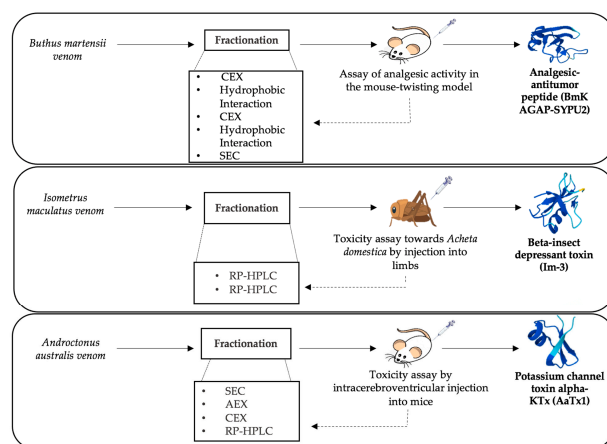 Buthus martensii
venom
Fractionation
• CEX
• Hydrophobic
Interaction
• CEX
• Hydrophobic
Interaction
• SEC
Assay of analgesic activity in
the mouse-twisting model
Analgesic-
antitumor
peptide (BmK
AGAP-SYPU2)
Isometrus
maculatus venom
Fractionation
• RP-HPLC
• RP-HPLC
Toxicity assay towards Acheta
domestica by injection into
limbs
Beta-insect
depressant toxin
(Im-3)
Androctonus
australis venom
Fractionation
• SEC
• AEX
• CEX
• RP-HPLC
Toxicity assay by
intracerebroventricular injection
into mice
Potassium channel
toxin alpha-
KTx (AaTx1)